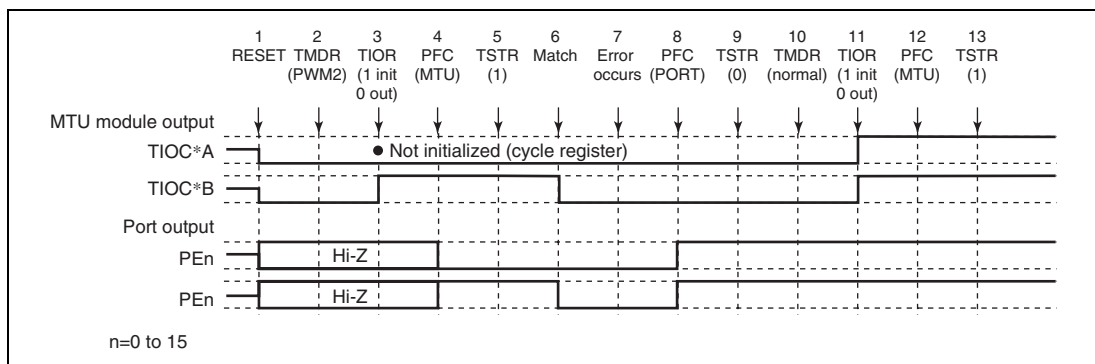 1 2 3 4 5 6 7 8 9 10 11 12 13
RESET TMDR TIOR PFC TSTR Match Error PFC TSTR TMDR TIOR PFC TSTR
(PWM2) (1 init (MTU) (1) occurs (PORT) (0) (normal) (1 init (MTU) (1)
0 out) 0 out)
MTU module output
TIOC*A ● Not initialized (cycle register)
TIOC*B
Port output
PEn Hi-Z
PEn Hi-Z
n=0 to 15